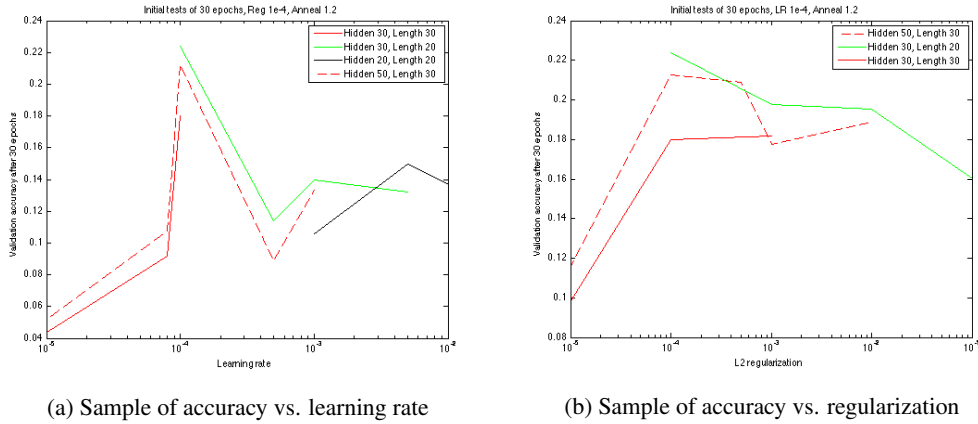 Initial tests of 30 epochs, Reg 1e-4, Anneal 1.2
Hidden 30, Length 30
Hidden 30, Length 20
Hidden 20, Length 20
Hidden 50, Length 30
Validation accuracy after 30 epochs
0.24
0.22
0.2
0.18
0.16
0.14
0.12
0.1
0.08
0.06
0.04
10^-5
10^-4
10^-3
10^-2
Learning rate
(a) Sample of accuracy vs. learning rate
Initial tests of 30 epochs, LR 1e-4, Anneal 1.2
Hidden 50, Length 30
Hidden 30, Length 20
Hidden 30, Length 30
Validation accuracy after 30 epochs
0.24
0.22
0.2
0.18
0.16
0.14
0.12
0.1
0.08
10^-5
10^-4
10^-3
10^-2
10^-1
L2 regularization
(b) Sample of accuracy vs. regularization